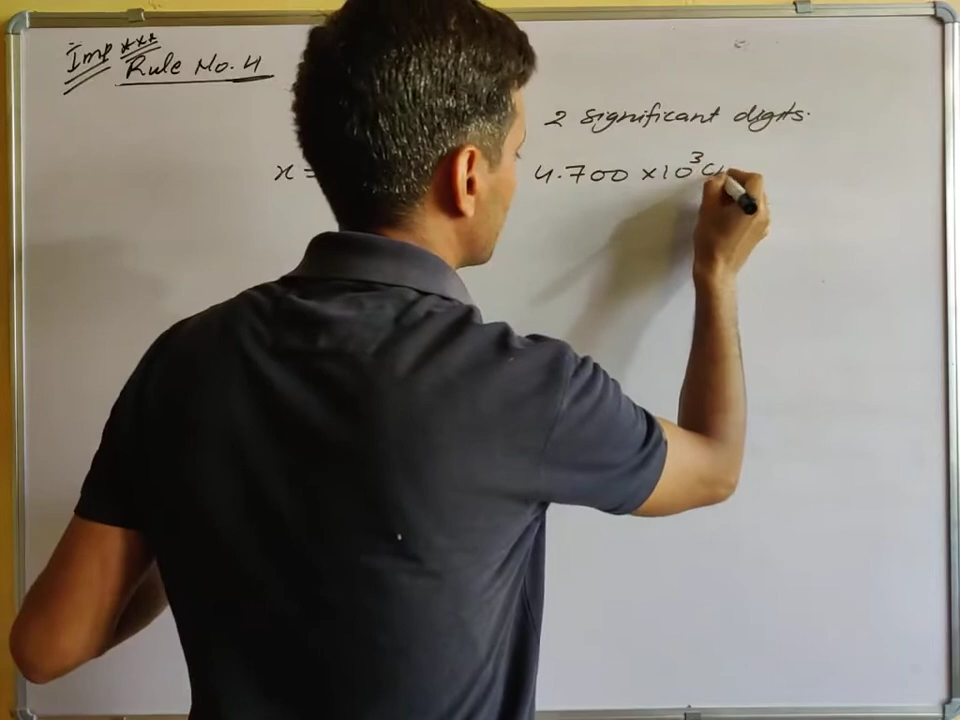 Imp ***
Rule No. 4
2 significant digits.
x =
4.700 ×10³